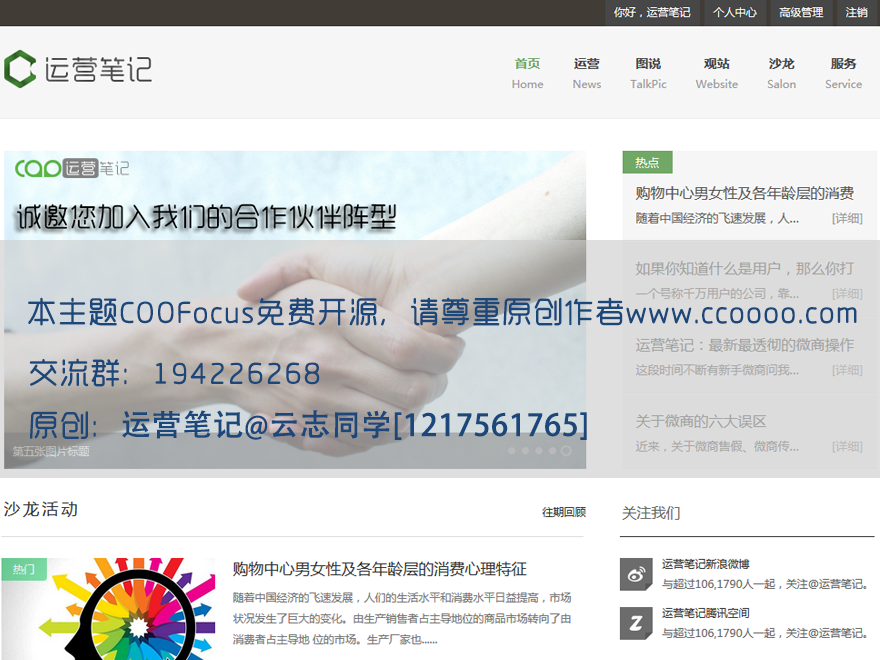 你好，运营笔记 个人中心 高级管理 注销
运营笔记
首页 运营 图说 观站 沙龙 服务
Home News TalkPic Website Salon Service
COO运营笔记
诚邀您加入我们的合作伙伴阵型
热点
购物中心男女性及各年龄层的消费
随着中国经济的飞速发展，人... [详细]
如果你知道什么是用户，那么你打
一个号称千万用户的公司，靠... [详细]
本主题COOFocus免费开源，请尊重原创作者www.ccoooo.com
运营笔记：最新最透彻的微商操作
这段时间不断有新手微商问我... [详细]
交流群： 194226268
关于微商的六大误区
近来，关于微商售假、微商传... [详细]
原创：运营笔记@云志同学[1217561765]
第五张图片标题
沙龙活动
往期回顾
关注我们
热门
购物中心男女性及各年龄层的消费心理特征
随着中国经济的飞速发展，人们的生活水平和消费水平日益提高，市场
状况发生了巨大的变化。由生产销售者占主导地位的商品市场转向了由
消费者占主导地 位的市场。生产厂家也......
运营笔记新浪微博
与超过106,1790人一起，关注@运营笔记。
运营笔记腾讯空间
与超过106,1790人一起，关注@运营笔记。